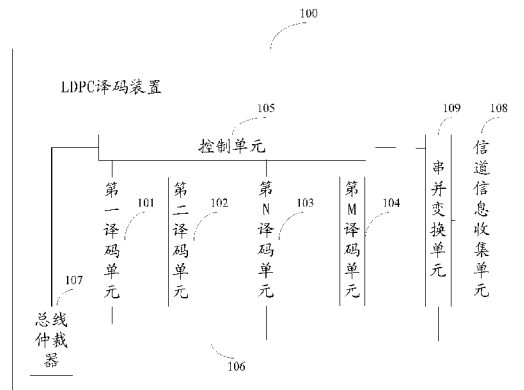 100
LDPC译码装置
105
109
108
控制单元
第一译码单元
101
第二译码单元
102
第N译码单元
103
第M译码单元
104
串并变换单元
信道信息收集单元
107
总线
仲裁
器
106